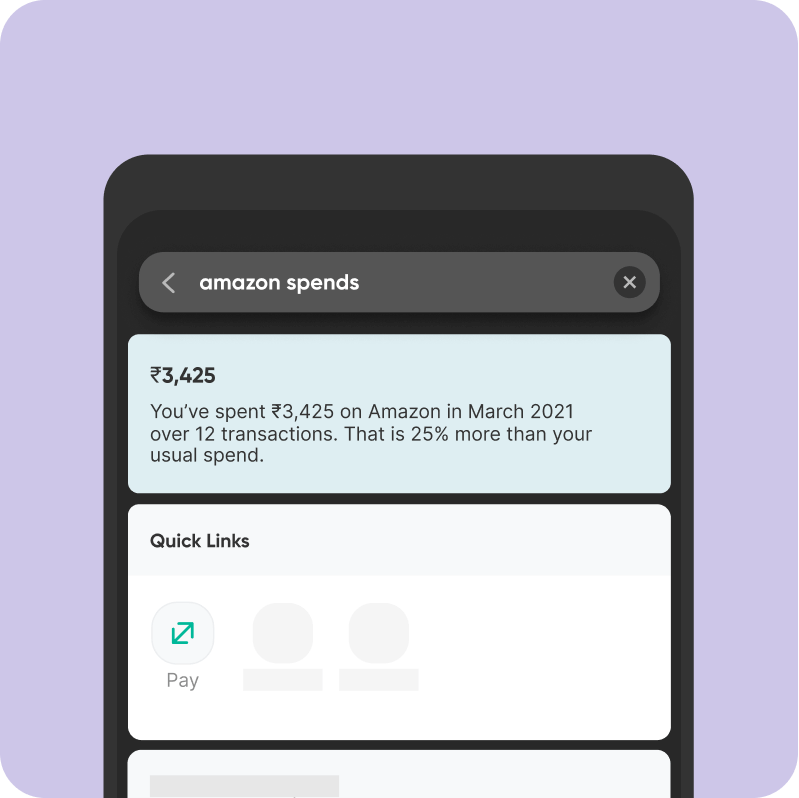 amazon spends
₹3,425
You’ve spent ₹3,425 on Amazon in March 2021
over 12 transactions. That is 25% more than your
usual spend.
Quick Links
Pay